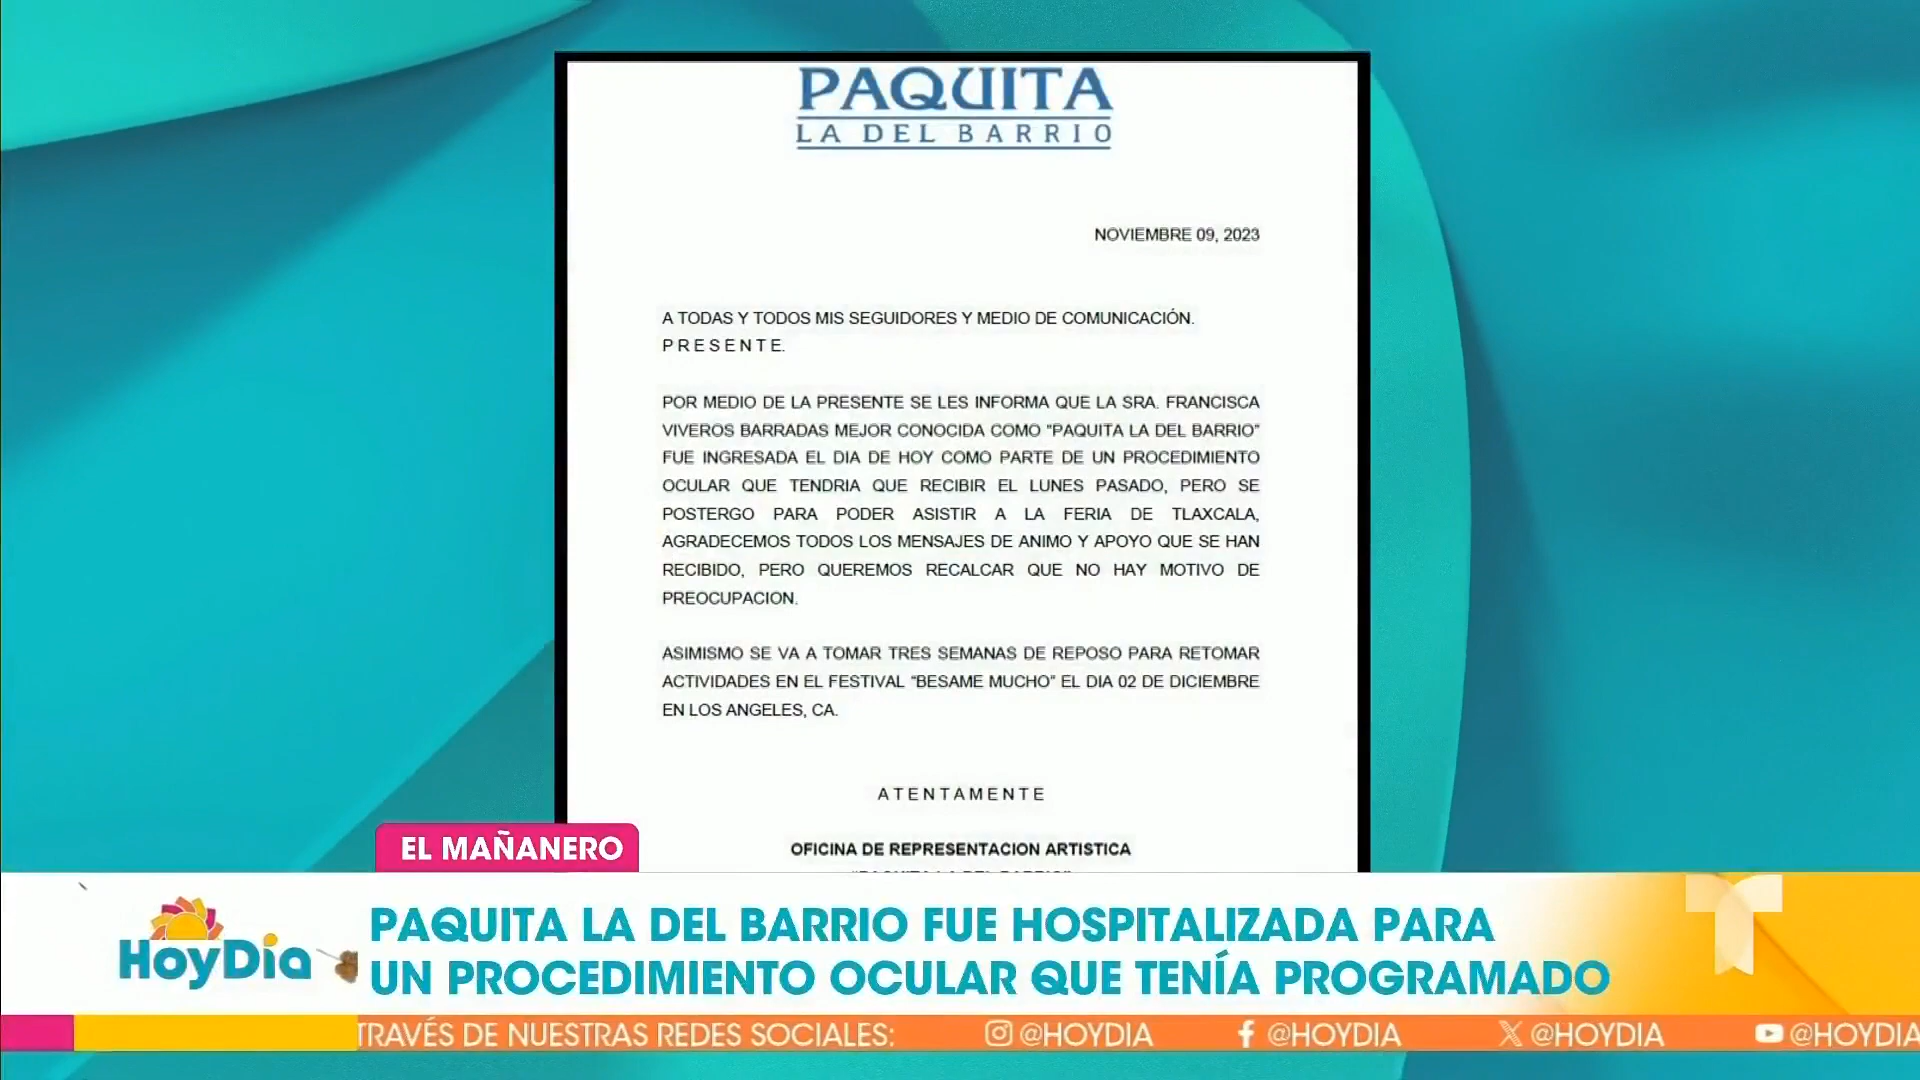 PAQUITA
LA DEL BARRIO
NOVIEMBRE 09, 2023
A TODAS Y TODOS MIS SEGUIDORES Y MEDIO DE COMUNICACIÓN.
PRESENTE.
POR MEDIO DE LA PRESENTE SE LES INFORMA QUE LA SRA. FRANCISCA
VIVEROS BARRADAS MEJOR CONOCIDA COMO "PAQUITA LA DEL BARRIO"
FUE INGRESADA EL DIA DE HOY COMO PARTE DE UN PROCEDIMIENTO
OCULAR QUE TENDRIA QUE RECIBIR EL LUNES PASADO, PERO SE
POSTERGO PARA PODER ASISTIR A LA FERIA DE TLAXCALA,
AGRADECEMOS TODOS LOS MENSAJES DE ANIMO Y APOYO QUE SE HAN
RECIBIDO, PERO QUEREMOS RECALCAR QUE NO HAY MOTIVO DE
PREOCUPACION.
ASIMISMO SE VA A TOMAR TRES SEMANAS DE REPOSO PARA RETOMAR
ACTIVIDADES EN EL FESTIVAL "BESAME MUCHO" EL DIA 02 DE DICIEMBRE
EN LOS ANGELES, CA.
ATENTAMENTE
OFICINA DE REPRESENTACION ARTISTICA
EL MAÑANERO
HoyDía
PAQUITA LA DEL BARRIO FUE HOSPITALIZADA PARA
UN PROCEDIMIENTO OCULAR QUE TENÍA PROGRAMADO
TRAVÉS DE NUESTRAS REDES SOCIALES: @HOYDIA @HOYDIA @HOYDIA @HOYDIA